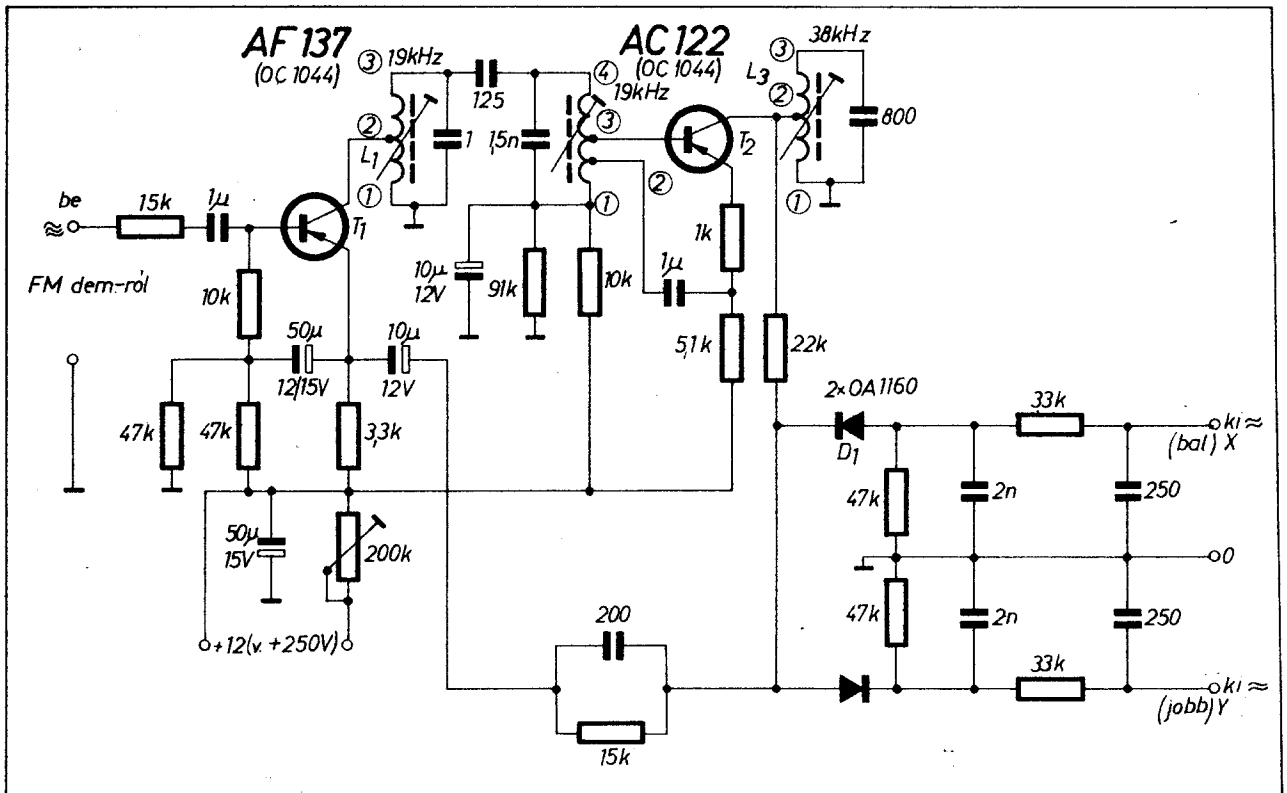 AF 137
(OC 1044)
AC 122
(OC 1044)
③ 19kHz
②
L1
①
1
125
1,5n
④
19kHz
③
②
①
T2
38kHz
③
L3
②
①
800
be
≈
15k
1μ
T1
FM dem-ról
10k
10μ
12V
91k
10k
1μ
1k
5,1k
22k
50μ
12/15V
10μ
12V
47k
47k
3,3k
50μ
15V
200k
+12(v. +250V)
200
15k
2×OA1160
D1
33k
ki ≈
(bal) X
47k
2n
250
0
47k
2n
250
33k
ki ≈
(jobb) Y